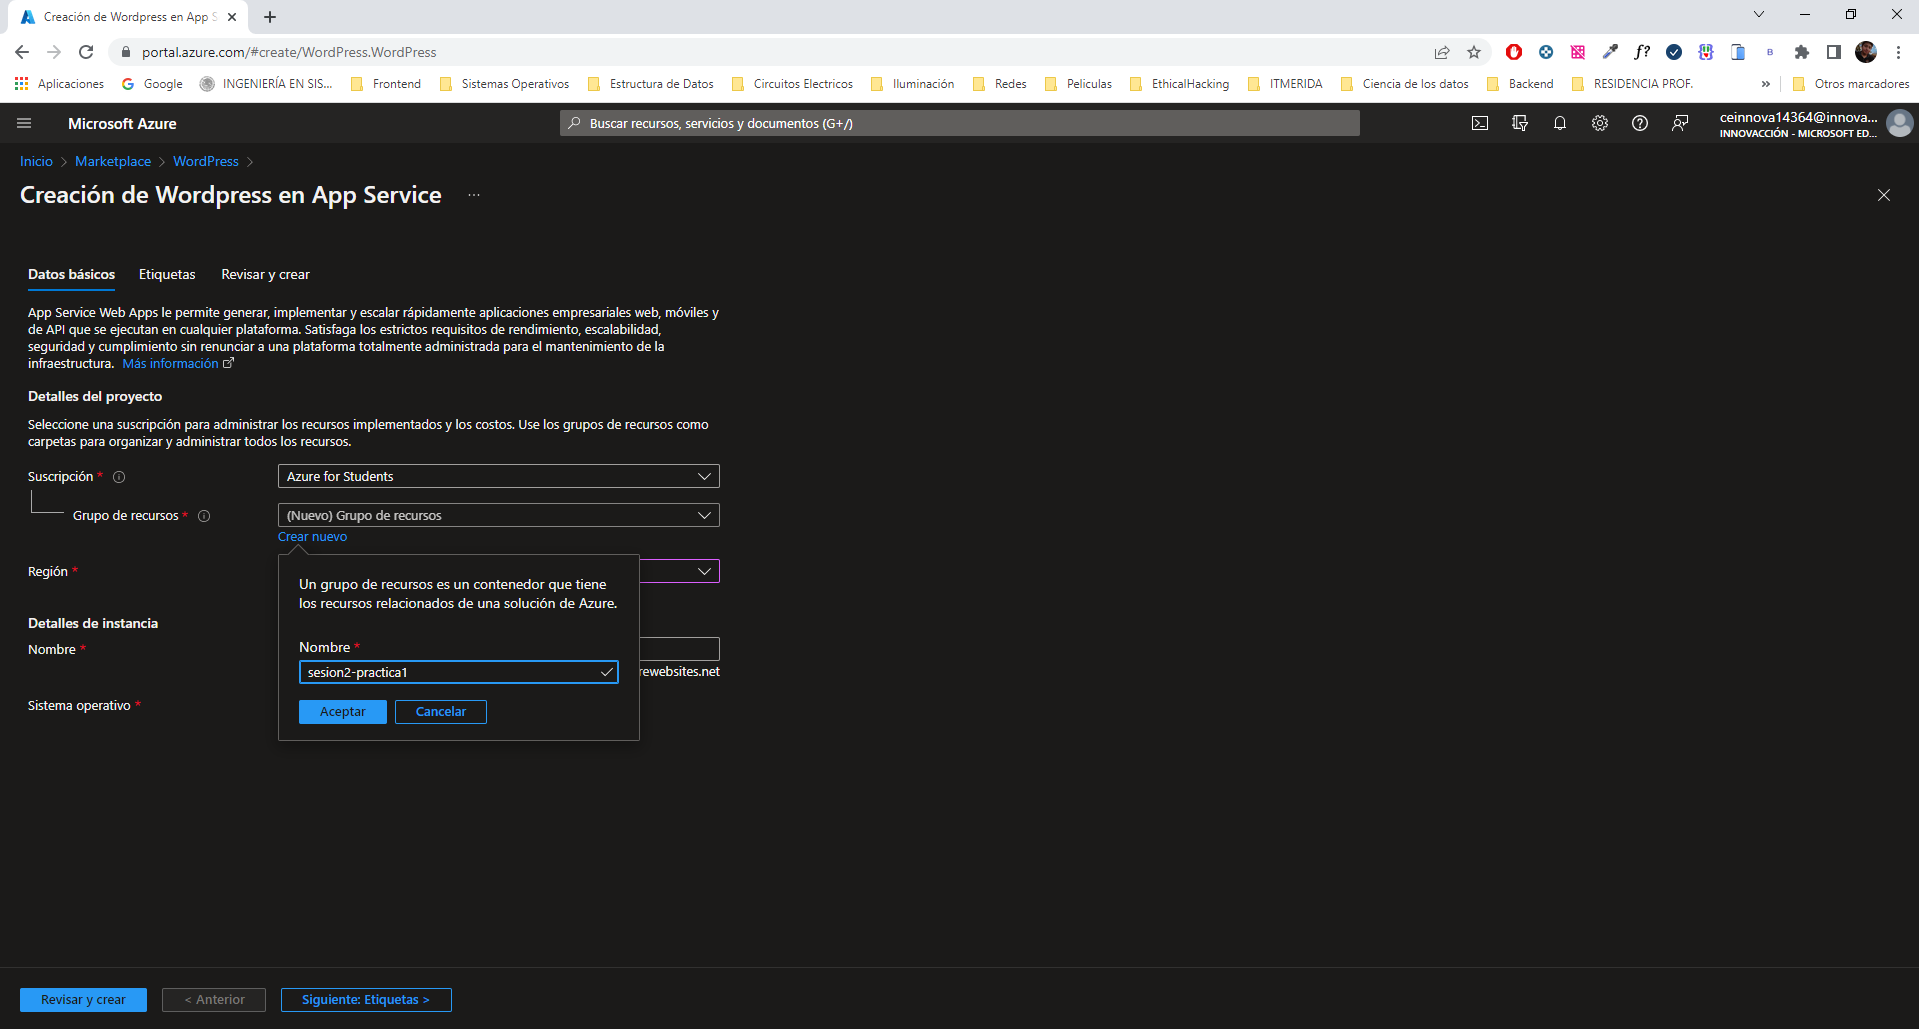 Creación de Wordpress en App S
portal.azure.com/#create/WordPress.WordPress
f?
B
Aplicaciones
Google
INGENIERÍA EN SIS...
Frontend
Sistemas Operativos
Estructura de Datos
Circuitos Electricos
Iluminación
Redes
Peliculas
EthicalHacking
ITMERIDA
Ciencia de los datos
Backend
RESIDENCIA PROF.
»
Otros marcadores
Microsoft Azure
Buscar recursos, servicios y documentos (G+/)
ceinnova14364@innova...
INNOVACCIÓN - MICROSOFT ED...
Inicio > Marketplace > WordPress >
Creación de Wordpress en App Service ...
Datos básicos
Etiquetas
Revisar y crear
App Service Web Apps le permite generar, implementar y escalar rápidamente aplicaciones empresariales web, móviles y
de API que se ejecutan en cualquier plataforma. Satisfaga los estrictos requisitos de rendimiento, escalabilidad,
seguridad y cumplimiento sin renunciar a una plataforma totalmente administrada para el mantenimiento de la
infraestructura. Más información
Detalles del proyecto
Seleccione una suscripción para administrar los recursos implementados y los costos. Use los grupos de recursos como
carpetas para organizar y administrar todos los recursos.
Suscripción *
Azure for Students
Grupo de recursos *
(Nuevo) Grupo de recursos
Crear nuevo
Un grupo de recursos es un contenedor que tiene
los recursos relacionados de una solución de Azure.
Nombre *
sesion2-practica1
Aceptar
Cancelar
Región *
Detalles de instancia
Nombre *
rewebsites.net
Sistema operativo *
Revisar y crear
< Anterior
Siguiente: Etiquetas >